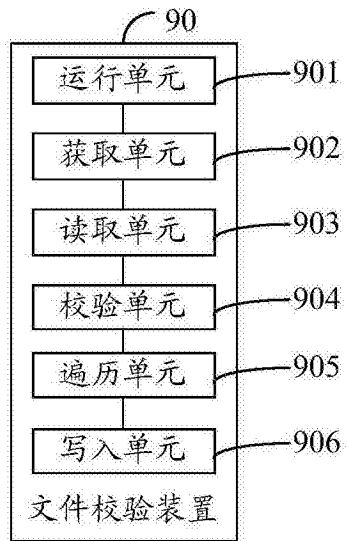 90
运行单元 901
获取单元 902
读取单元 903
校验单元 904
遍历单元 905
写入单元 906
文件校验装置